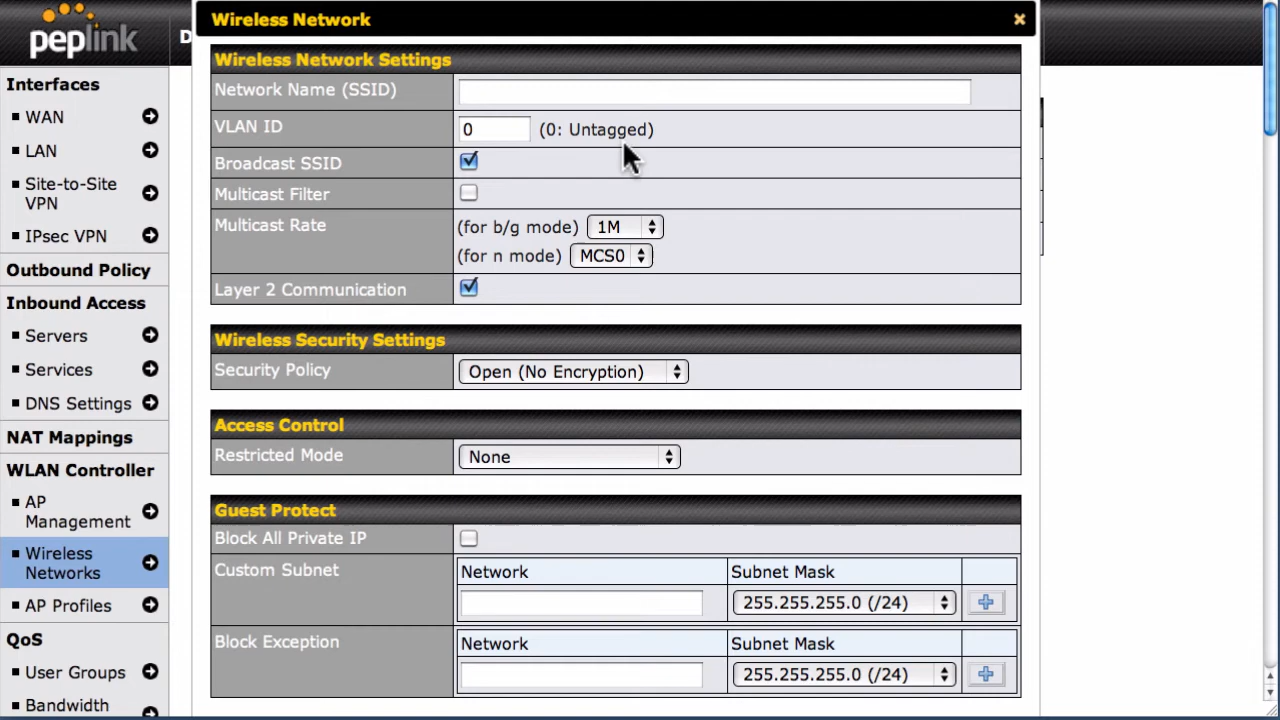 peplink
D
Interfaces
WAN
LAN
Site-to-Site
VPN
IPsec VPN
Outbound Policy
Inbound Access
Servers
Services
DNS Settings
NAT Mappings
WLAN Controller
AP
Management
Wireless
Networks
AP Profiles
QoS
User Groups
Bandwidth
Wireless Network
Wireless Network Settings
Network Name (SSID)
VLAN ID 0 (0: Untagged)
Broadcast SSID
Multicast Filter
Multicast Rate (for b/g mode) 1M
(for n mode) MCS0
Layer 2 Communication
Wireless Security Settings
Security Policy Open (No Encryption)
Access Control
Restricted Mode None
Guest Protect
Block All Private IP
Custom Subnet Network Subnet Mask
255.255.255.0 (/24)
Block Exception Network Subnet Mask
255.255.255.0 (/24)